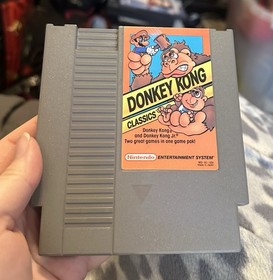 DONKEY KONG
CLASSICS
Donkey Kong®
and Donkey Kong Jr.®
Two great games in one game pak!
Nintendo® ENTERTAINMENT SYSTEM®